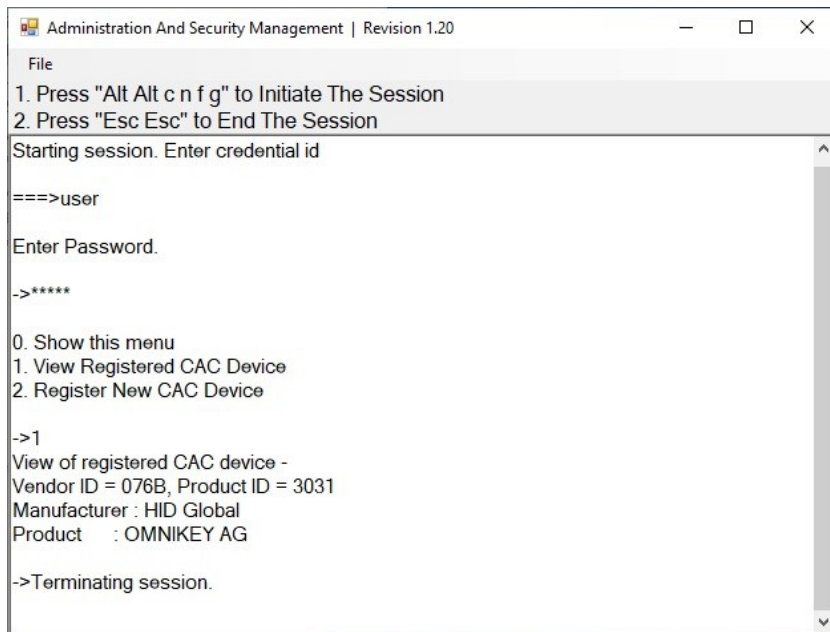 Administration And Security Management | Revision 1.20
File
1. Press "Alt Alt c n f g" to Initiate The Session
2. Press "Esc Esc" to End The Session
Starting session. Enter credential id
===>user
Enter Password.
->*****
0. Show this menu
1. View Registered CAC Device
2. Register New CAC Device
->1
View of registered CAC device -
Vendor ID = 076B, Product ID = 3031
Manufacturer : HID Global
Product : OMNIKEY AG
->Terminating session.